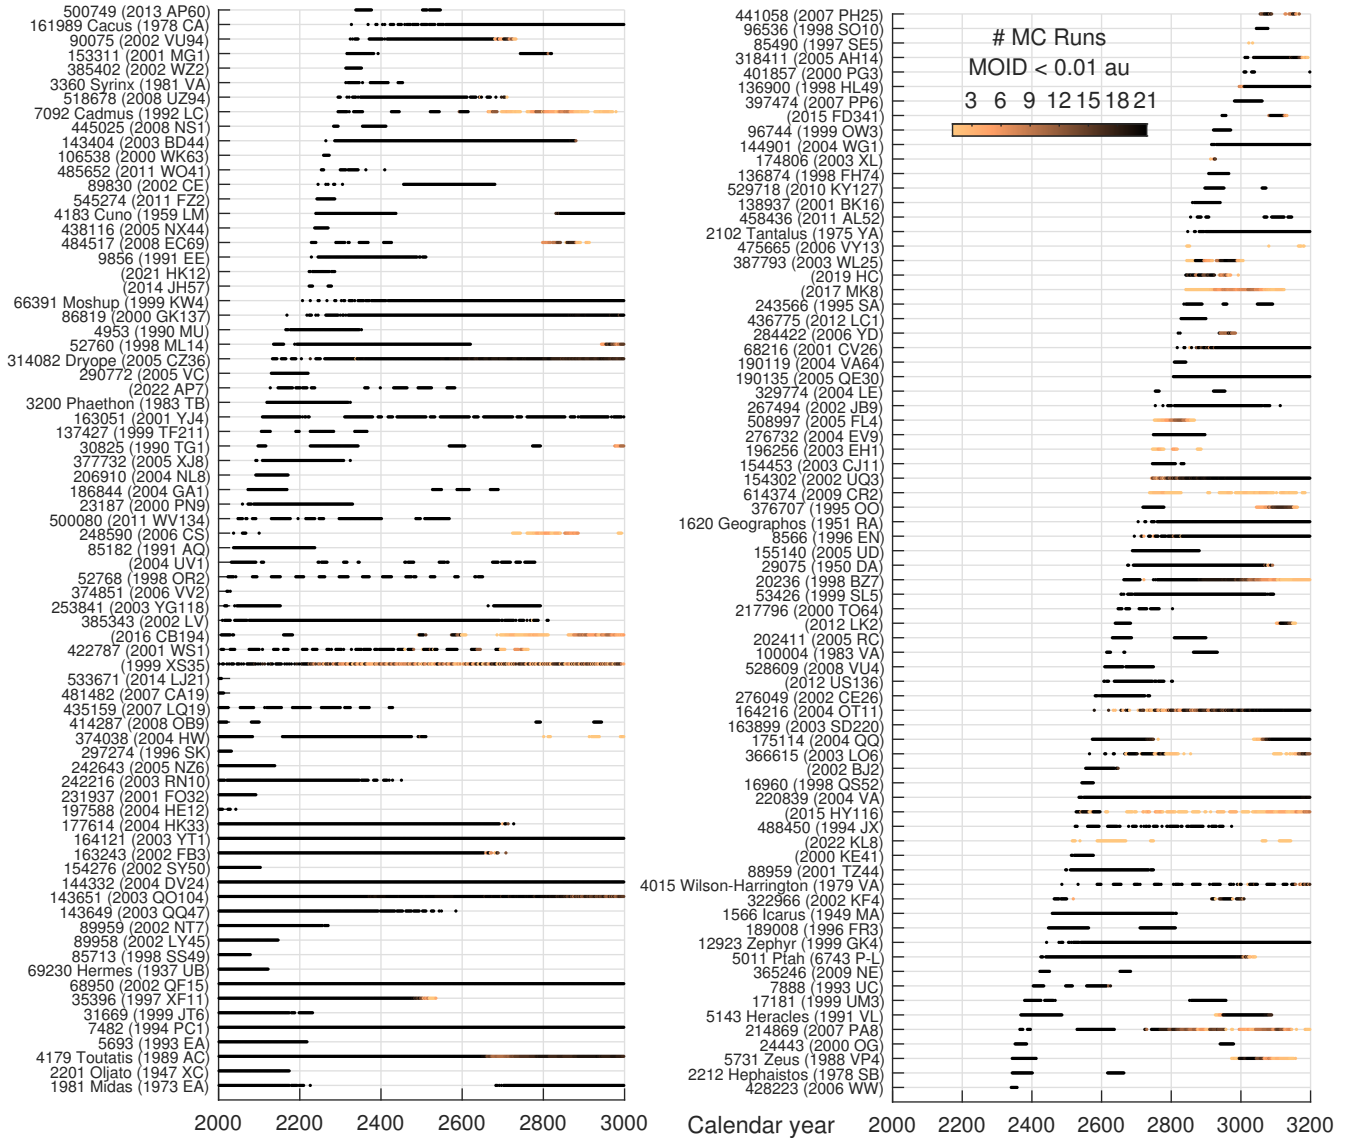 500749 (2013 AP60)
161989 Cacus (1978 CA)
90075 (2002 VU94)
153311 (2001 MG1)
385402 (2002 WZ2)
3360 Syrinx (1981 VA)
518678 (2008 UZ94)
7092 Cadmus (1992 LC)
445025 (2008 NS1)
143404 (2003 BD44)
106538 (2000 WK63)
485652 (2011 WO41)
89830 (2002 CE)
545274 (2011 FZ2)
4183 Cuno (1959 LM)
438116 (2005 NX44)
484517 (2008 EC69)
9856 (1991 EE)
(2021 HK12)
(2014 JH57)
66391 Moshup (1999 KW4)
86819 (2000 GK137)
4953 (1990 MU)
52760 (1998 ML14)
314082 Dryope (2005 CZ36)
290772 (2005 VC)
(2022 AP7)
3200 Phaethon (1983 TB)
163051 (2001 YJ4)
137427 (1999 TF211)
30825 (1990 TG1)
377732 (2005 XJ8)
206910 (2004 NL8)
186844 (2004 GA1)
23187 (2000 PN9)
500080 (2011 WV134)
248590 (2006 CS)
85182 (1991 AQ)
(2004 UV1)
52768 (1998 OR2)
374851 (2006 VV2)
253841 (2003 YG118)
385343 (2002 LV)
(2016 CB194)
422787 (2001 WS1)
(1999 XS35)
533671 (2014 LJ21)
481482 (2007 CA19)
435159 (2007 LQ19)
414287 (2008 OB9)
374038 (2004 HW)
297274 (1996 SK)
242643 (2005 NZ6)
242216 (2003 RN10)
231937 (2001 FO32)
197588 (2004 HE12)
177614 (2004 HK33)
164121 (2003 YT1)
163243 (2002 FB3)
154276 (2002 SY50)
144332 (2004 DV24)
143651 (2003 QO104)
143649 (2003 QQ47)
89959 (2002 NT7)
89958 (2002 LY45)
85713 (1998 SS49)
69230 Hermes (1937 UB)
68950 (2002 QF15)
35396 (1997 XF11)
31669 (1999 JT6)
7482 (1994 PC1)
5693 (1993 EA)
4179 Toutatis (1989 AC)
2201 Oljato (1947 XC)
1981 Midas (1973 EA)
2000 2200 2400 2600 2800 3000
441058 (2007 PH25)
96536 (1998 SO10)
85490 (1997 SE5)
318411 (2005 AH14)
401857 (2000 PG3)
136900 (1998 HL49)
397474 (2007 PP6)
(2015 FD341)
96744 (1999 OW3)
144901 (2004 WG1)
174806 (2003 XL)
136874 (1998 FH74)
529718 (2010 KY127)
138937 (2001 BK16)
458436 (2011 AL52)
2102 Tantalus (1975 YA)
475665 (2006 VY13)
387793 (2003 WL25)
(2019 HC)
(2017 MK8)
243566 (1995 SA)
436775 (2012 LC1)
284422 (2006 YD)
68216 (2001 CV26)
190119 (2004 VA64)
190135 (2005 QE30)
329774 (2004 LE)
267494 (2002 JB9)
508997 (2005 FL4)
276732 (2004 EV9)
196256 (2003 EH1)
154453 (2003 CJ11)
154302 (2002 UQ3)
614374 (2009 CR2)
376707 (1995 OO)
1620 Geographos (1951 RA)
8566 (1996 EN)
155140 (2005 UD)
29075 (1950 DA)
20236 (1998 BZ7)
53426 (1999 SL5)
217796 (2000 TO64)
(2012 LK2)
202411 (2005 RC)
100004 (1983 VA)
528609 (2008 VU4)
(2012 US136)
276049 (2002 CE26)
164216 (2004 OT11)
163899 (2003 SD220)
175114 (2004 QQ)
366615 (2003 LO6)
(2002 BJ2)
16960 (1998 QS52)
220839 (2004 VA)
(2015 HY116)
488450 (1994 JX)
(2022 KL8)
(2000 KE41)
88959 (2001 TZ44)
4015 Wilson-Harrington (1979 VA)
322966 (2002 KF4)
1566 Icarus (1949 MA)
189008 (1996 FR3)
12923 Zephyr (1999 GK4)
5011 Ptah (6743 P-L)
365246 (2009 NE)
7888 (1993 UC)
17181 (1999 UM3)
5143 Heracles (1991 VL)
214869 (2007 PA8)
24443 (2000 OG)
5731 Zeus (1988 VP4)
2212 Hephaistos (1978 SB)
428223 (2006 WW)
# MC Runs
MOID < 0.01 au
3 6 9 12 15 18 21
Calendar year
2000 2200 2400 2600 2800 3000 3200